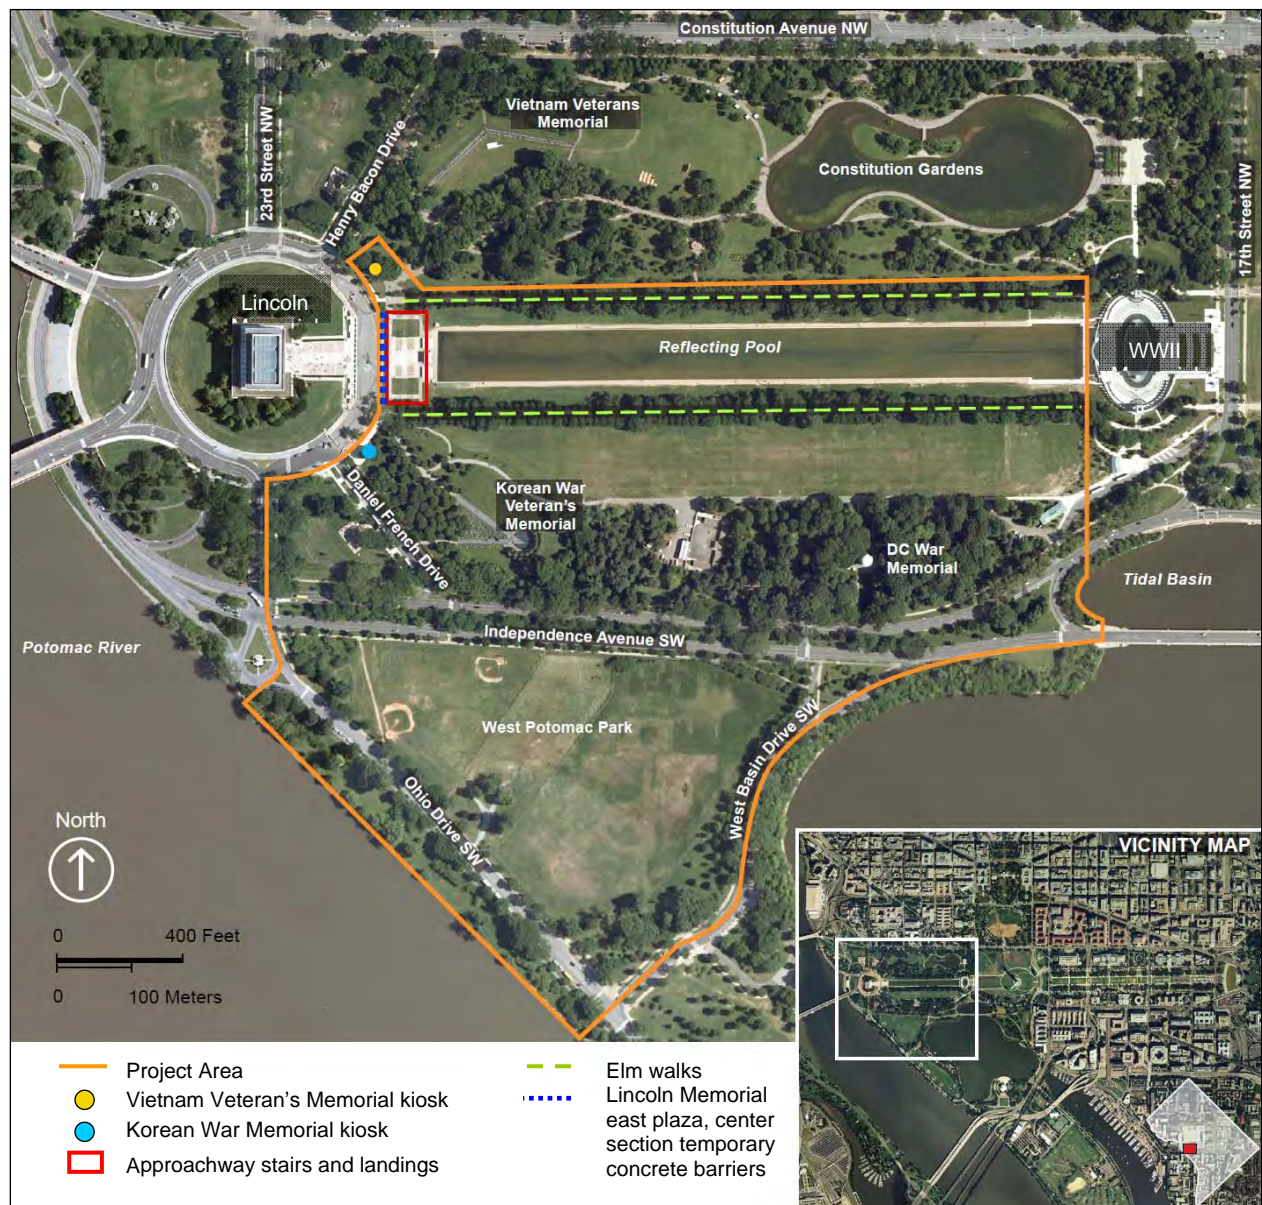 Constitution Avenue NW
Vietnam Veterans
Memorial
Constitution Gardens
23rd Street NW
Henry Bacon Drive
17th Street NW
Lincoln
Reflecting Pool
WWII
Korean War
Veteran's
Memorial
Daniel French Drive
DC War
Memorial
Tidal Basin
Independence Avenue SW
Potomac River
West Potomac Park
West Basin Drive SW
Ohio Drive SW
North
0 400 Feet
0 100 Meters
VICINITY MAP
Project Area
Vietnam Veteran's Memorial kiosk
Korean War Memorial kiosk
Approachway stairs and landings
Elm walks
Lincoln Memorial
east plaza, center
section temporary
concrete barriers